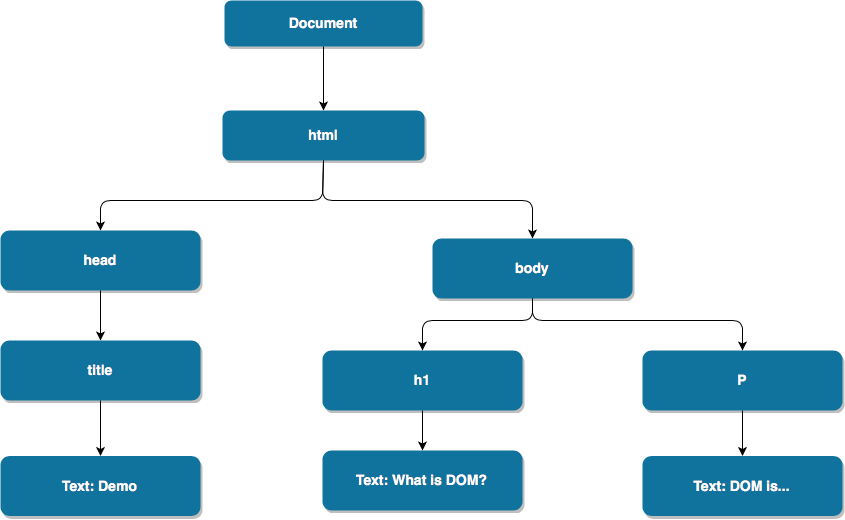 Document
html
head
body
title
h1
P
Text: Demo
Text: What is DOM?
Text: DOM is...